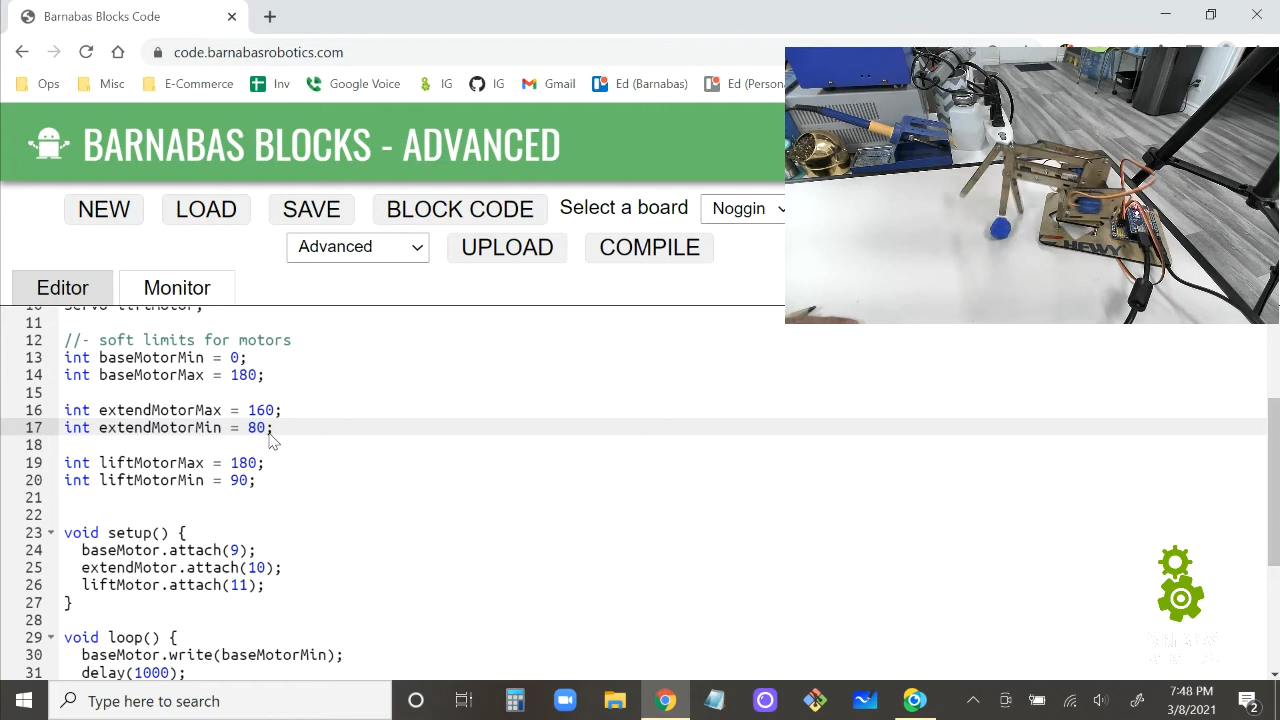 Barnabas Blocks Code
code.barnabasrobotics.com
Ops
Misc
E-Commerce
Inv
Google Voice
IG
IG
Gmail
Ed (Barnabas)
Ed (Person
BARNABAS BLOCKS - ADVANCED
NEW
LOAD
SAVE
BLOCK CODE
Select a board
Noggin
Advanced
UPLOAD
COMPILE
Editor
Monitor
HEWY
10 Servo liftMotor;
11
12 //- soft limits for motors
13 int baseMotorMin = 0;
14 int baseMotorMax = 180;
15
16 int extendMotorMax = 160;
17 int extendMotorMin = 80;
18
19 int liftMotorMax = 180;
20 int liftMotorMin = 90;
21
22
23 void setup() {
24 baseMotor.attach(9);
25 extendMotor.attach(10);
26 liftMotor.attach(11);
27 }
28
29 void loop() {
30 baseMotor.write(baseMotorMin);
31 delay(1000);
Type here to search
7:48 PM
3/8/2021
2